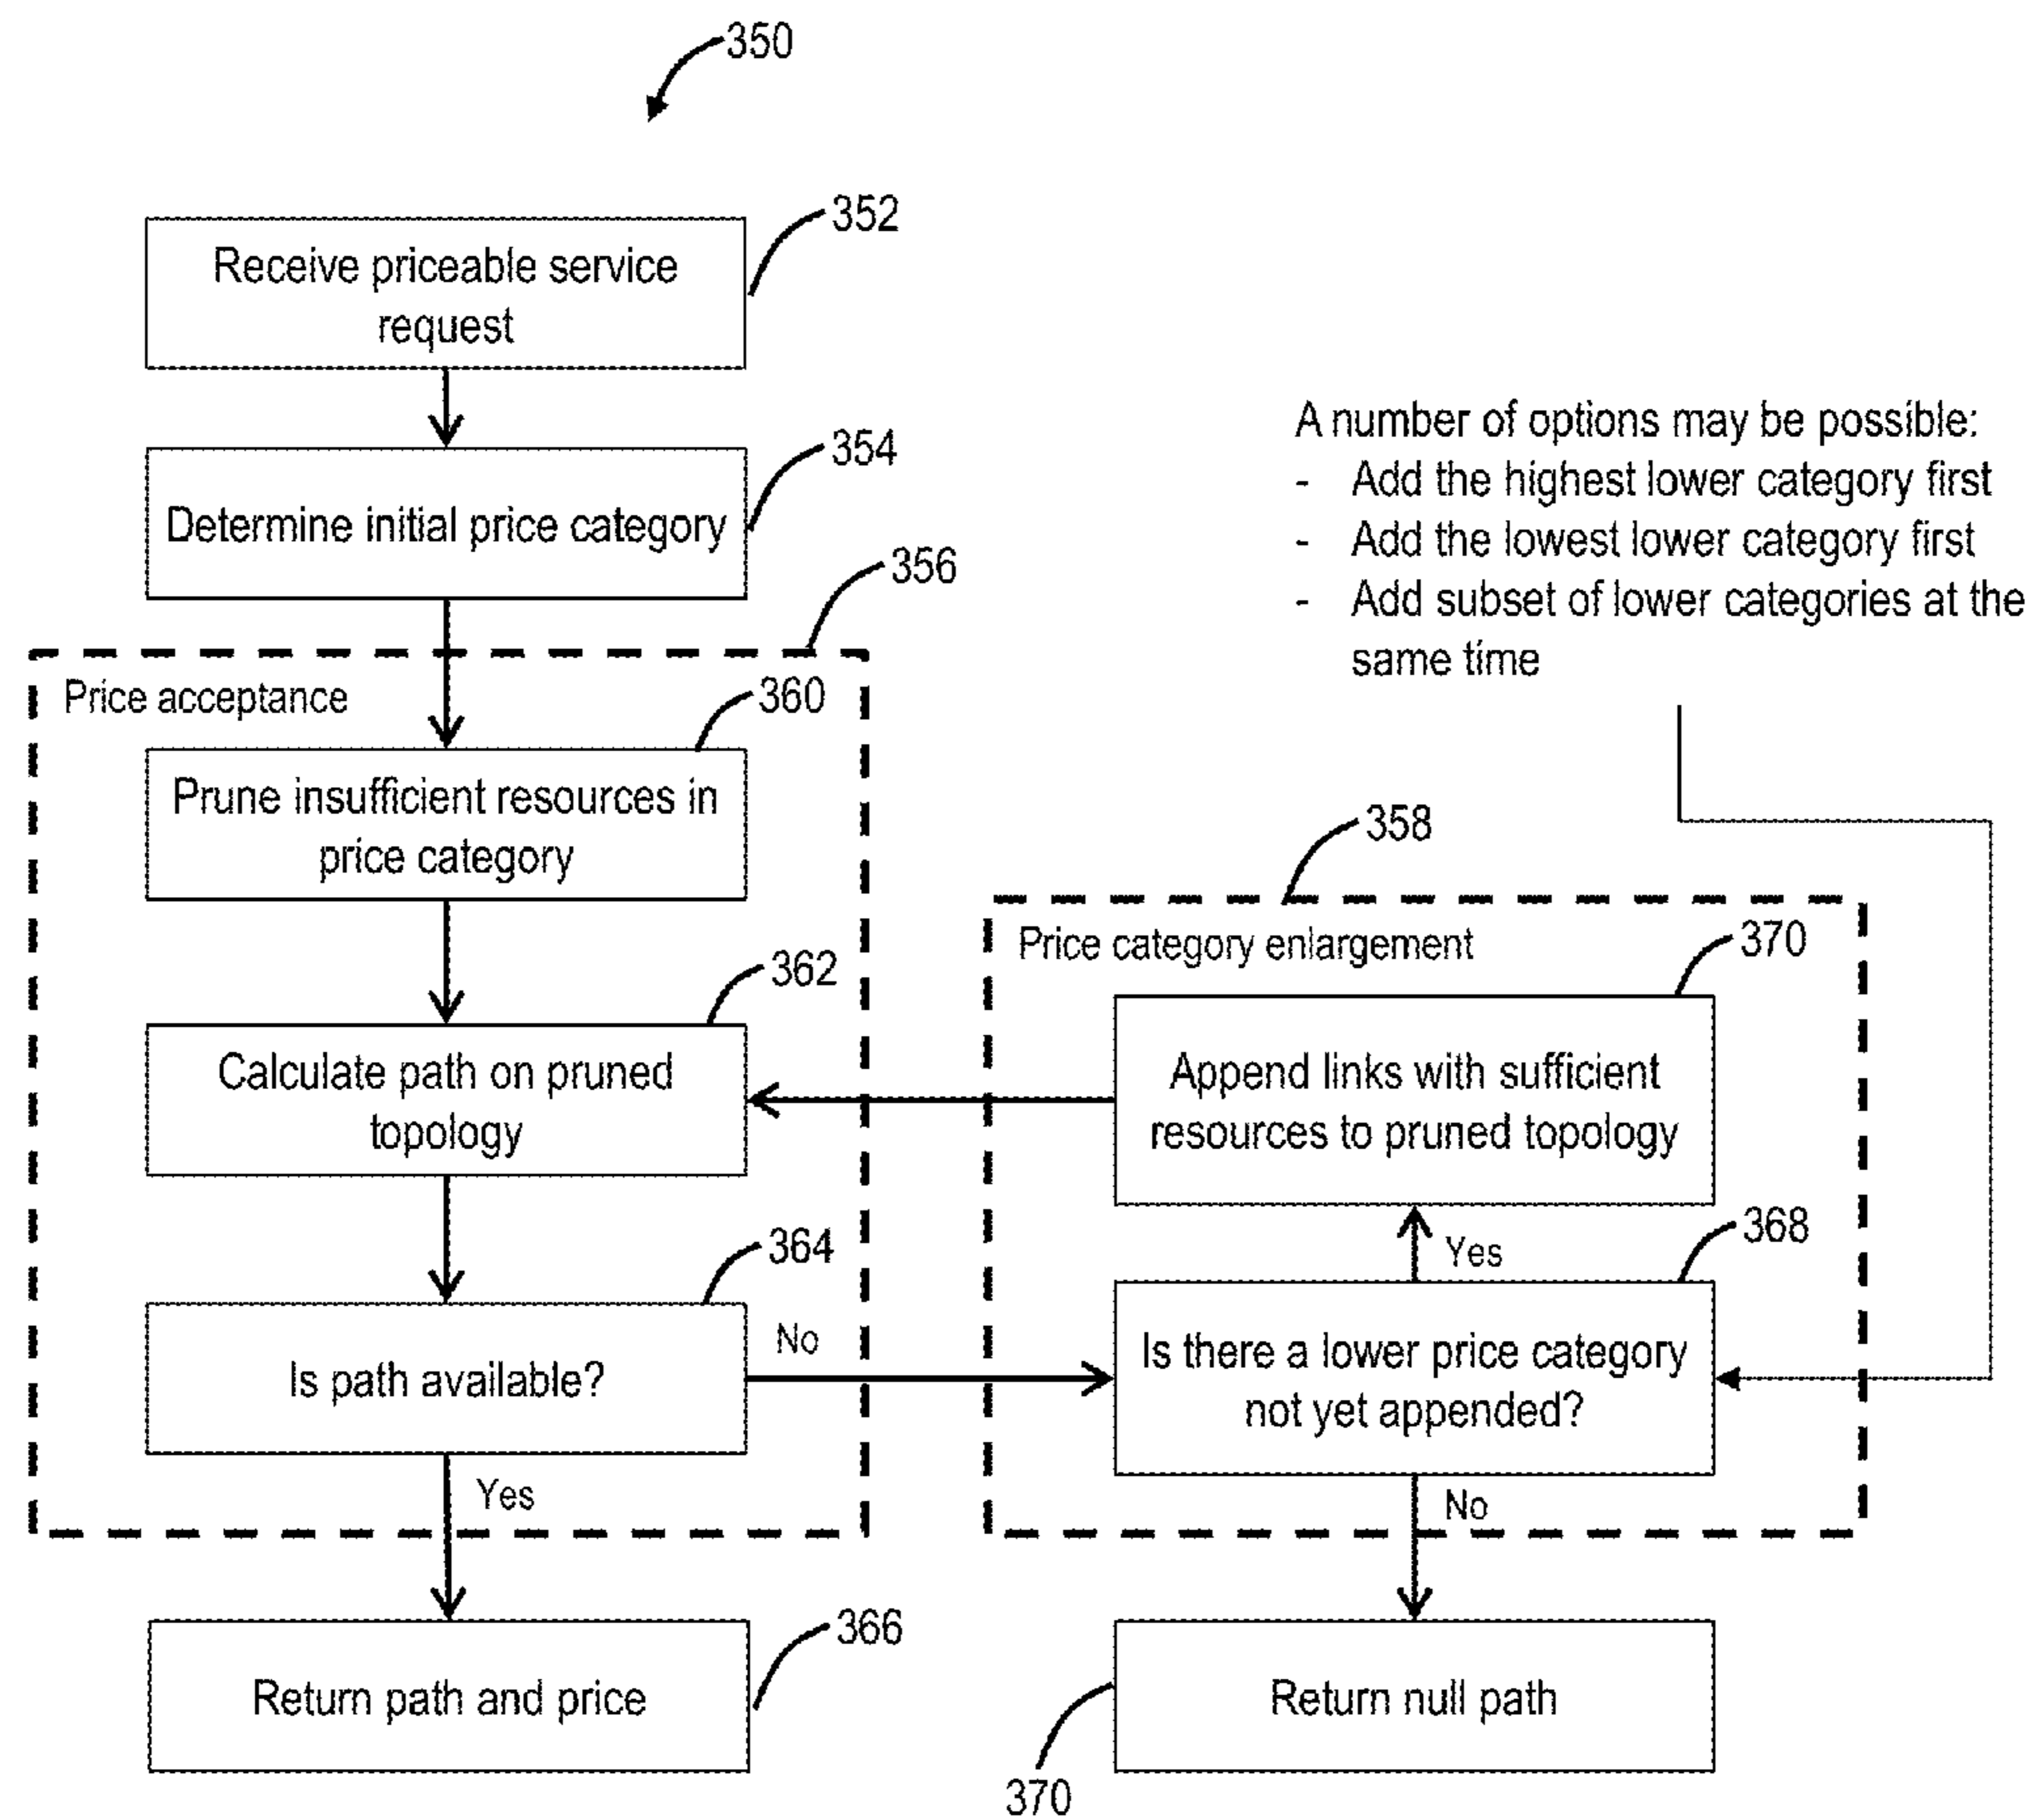 350
352
Receive priceable service
request
354
Determine initial price category
356
A number of options may be possible:
- Add the highest lower category first
- Add the lowest lower category first
- Add subset of lower categories at the
same time
Price acceptance
360
Prune insufficient resources in
price category
358
Price category enlargement
370
362
Calculate path on pruned
topology
Append links with sufficient
resources to pruned topology
364
Is path available?
No
Yes
368
Is there a lower price category
not yet appended?
Yes
No
366
Return path and price
Return null path
370